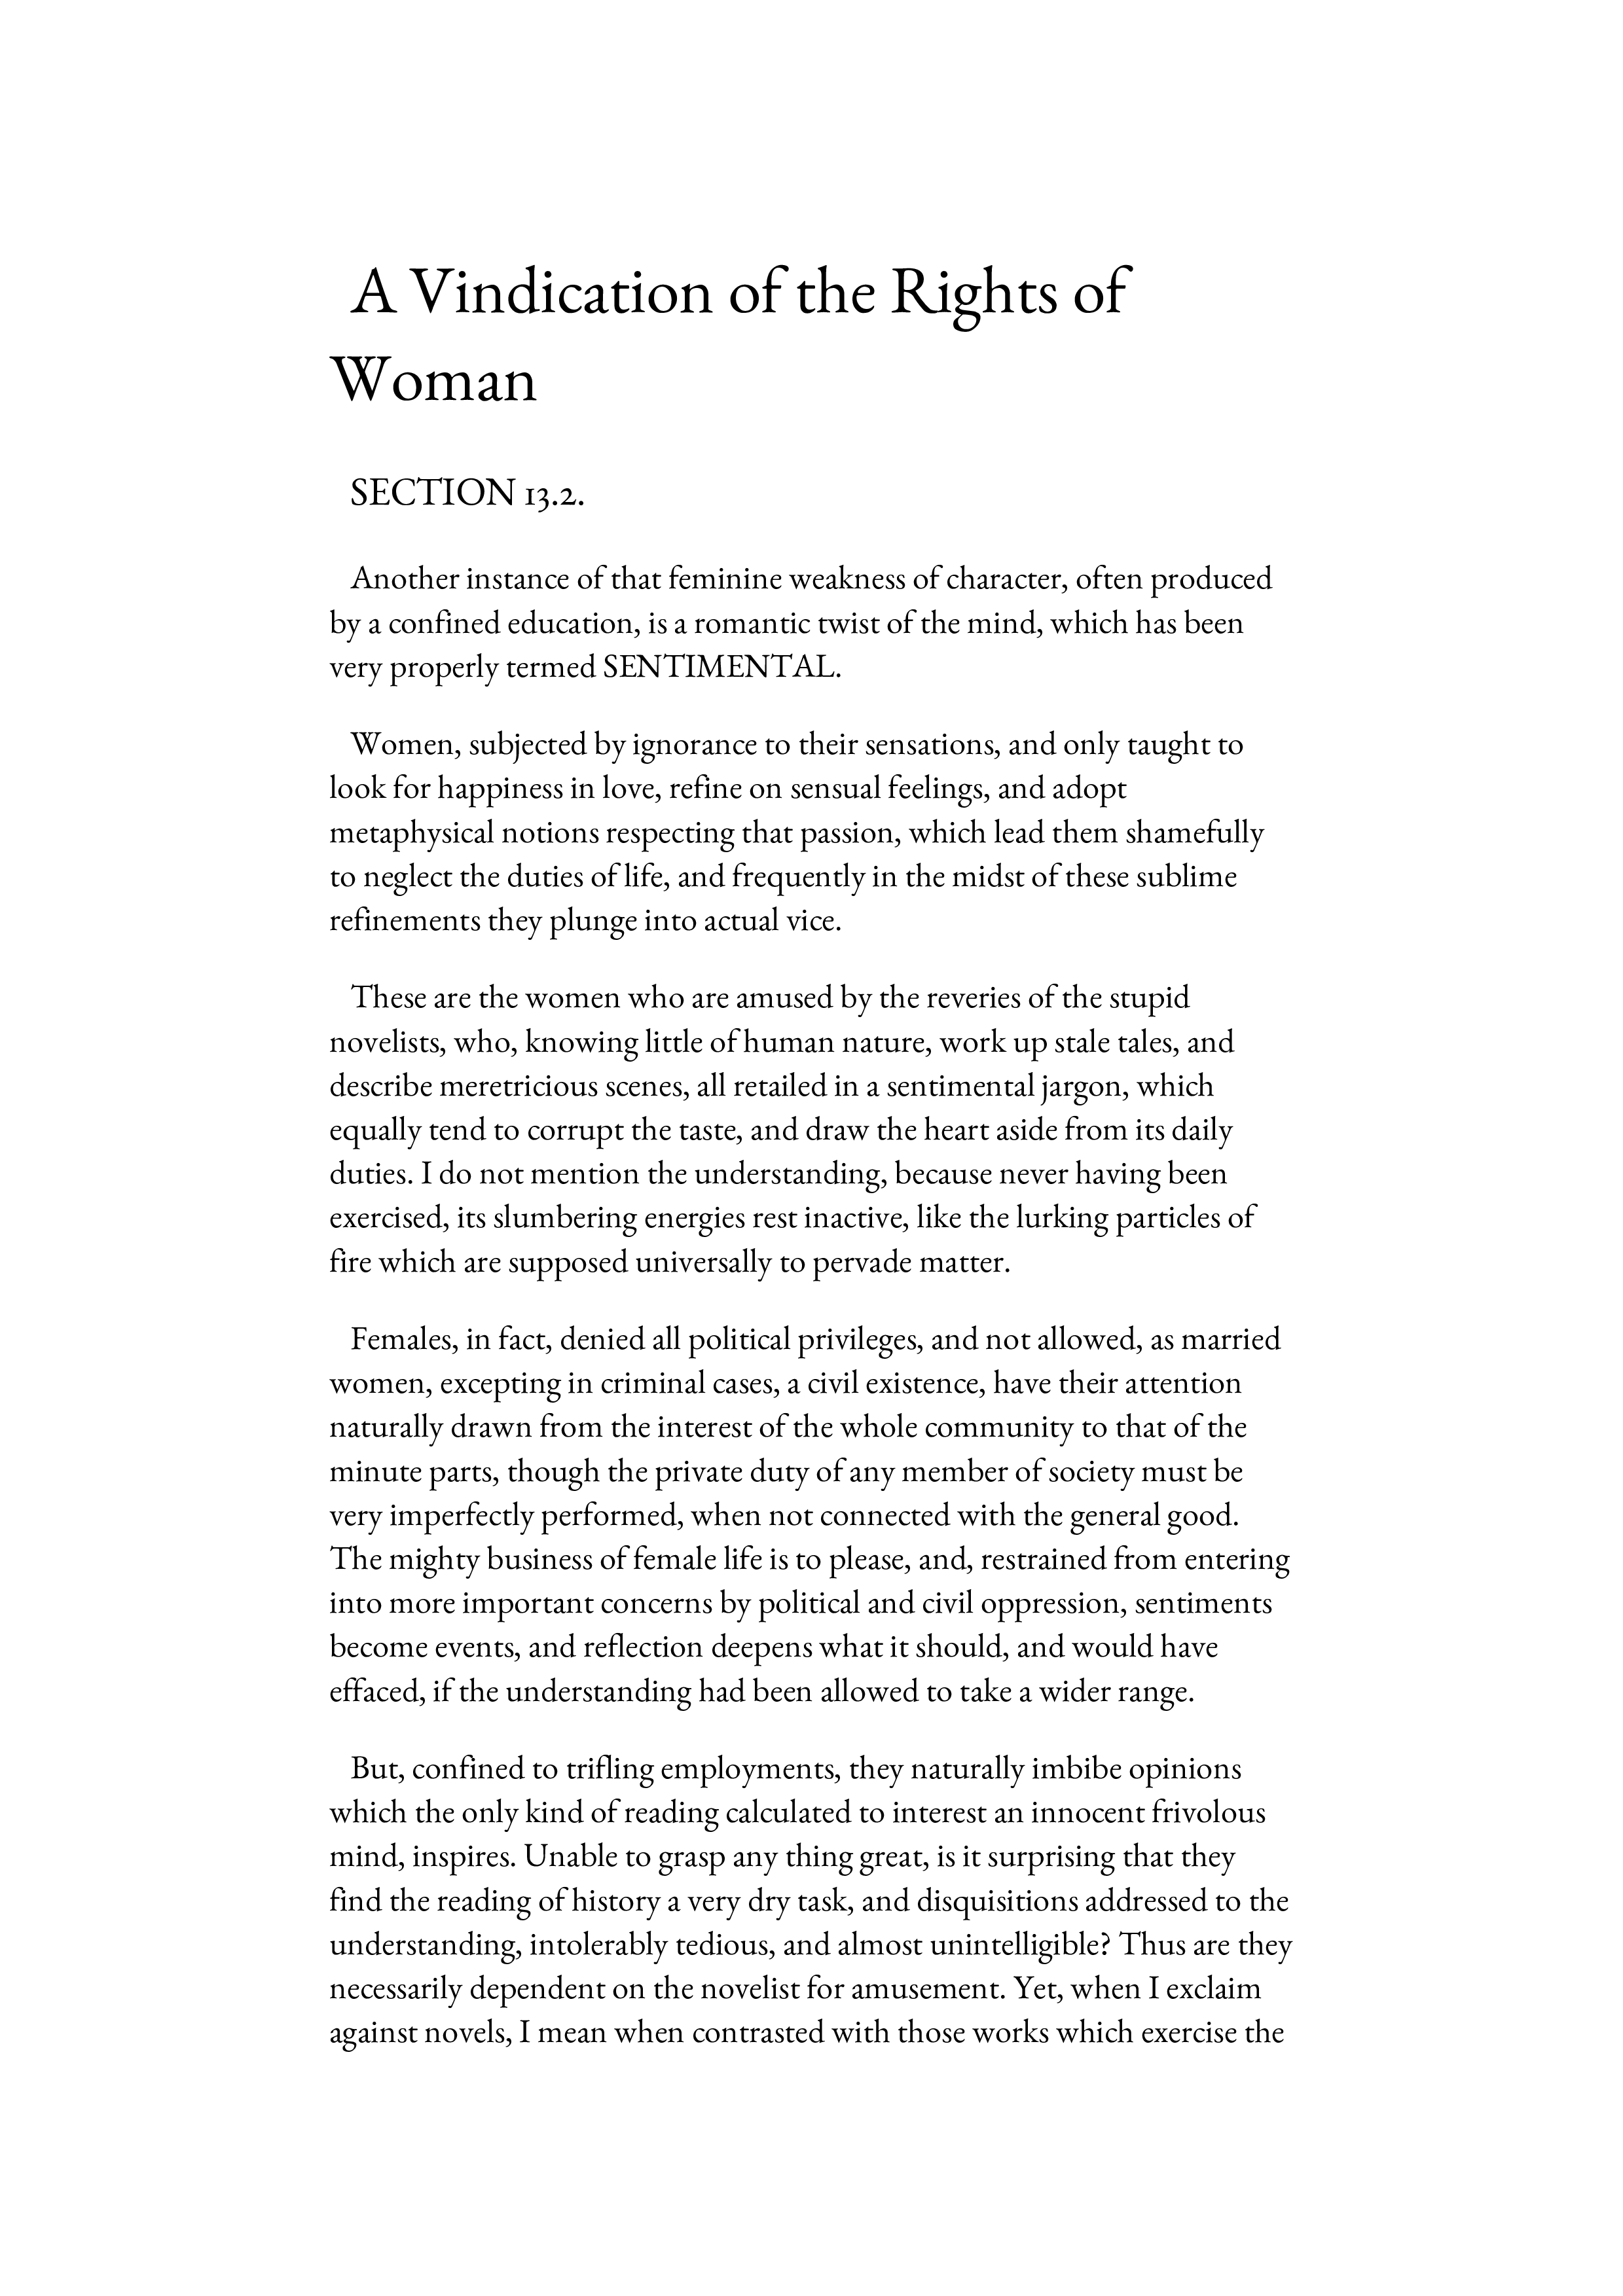 A Vindication of the Rights of
Woman
SECTION 13.2.
Another instance of that feminine weakness of character, often produced
by a confined education, is a romantic twist of the mind, which has been
very properly termed SENTIMENTAL.
Women, subjected by ignorance to their sensations, and only taught to
look for happiness in love, refine on sensual feelings, and adopt
metaphysical notions respecting that passion, which lead them shamefully
to neglect the duties of life, and frequently in the midst of these sublime
refinements they plunge into actual vice.
These are the women who are amused by the reveries of the stupid
novelists, who, knowing little of human nature, work up stale tales, and
describe meretricious scenes, all retailed in a sentimental jargon, which
equally tend to corrupt the taste, and draw the heart aside from its daily
duties. I do not mention the understanding, because never having been
exercised, its slumbering energies rest inactive, like the lurking particles of
fire which are supposed universally to pervade matter.
Females, in fact, denied all political privileges, and not allowed, as married
women, excepting in criminal cases, a civil existence, have their attention
naturally drawn from the interest of the whole community to that of the
minute parts, though the private duty of any member of society must be
very imperfectly performed, when not connected with the general good.
The mighty business of female life is to please, and, restrained from entering
into more important concerns by political and civil oppression, sentiments
become events, and reflection deepens what it should, and would have
effaced, if the understanding had been allowed to take a wider range.
But, confined to trifling employments, they naturally imbibe opinions
which the only kind of reading calculated to interest an innocent frivolous
mind, inspires. Unable to grasp any thing great, is it surprising that they
find the reading of history a very dry task, and disquisitions addressed to the
understanding, intolerably tedious, and almost unintelligible? Thus are they
necessarily dependent on the novelist for amusement. Yet, when I exclaim
against novels, I mean when contrasted with those works which exercise the